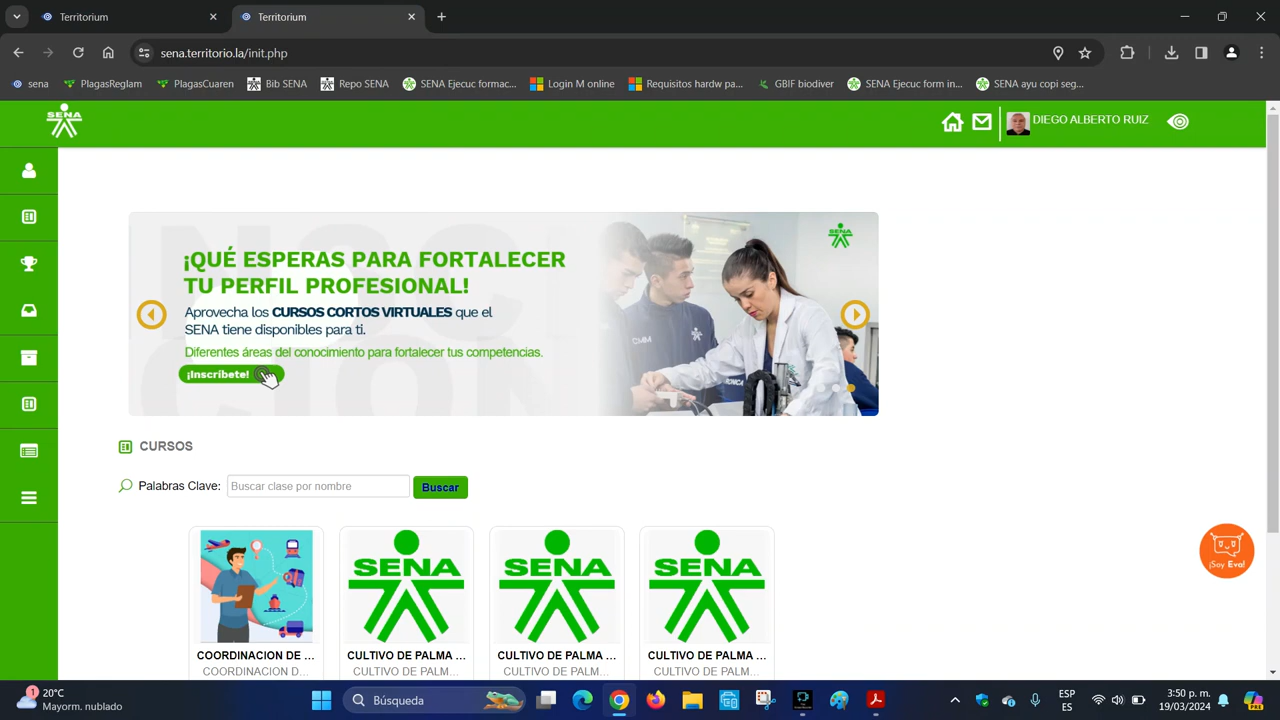 Territorium
Territorium
sena.territorio.la/init.php
sena
PlagasReglam
PlagasCuaren
Bib SENA
Repo SENA
SENA Ejecuc formac...
Login M online
Requisitos hardw pa...
GBIF biodiver
SENA Ejecuc form in...
SENA ayu copi seg...
SENA
DIEGO ALBERTO RUIZ
¡QUÉ ESPERAS PARA FORTALECER
TU PERFIL PROFESIONAL!
Aprovecha los CURSOS CORTOS VIRTUALES que el
SENA tiene disponibles para ti.
Diferentes áreas del conocimiento para fortalecer tus competencias.
¡Inscríbete!
SENA
CURSOS
Palabras Clave:
Buscar clase por nombre
Buscar
¡Soy Eva!
SENA
SENA
SENA
COORDINACION DE ...
CULTIVO DE PALMA ...
CULTIVO DE PALMA ...
CULTIVO DE PALMA ...
COORDINACION D...
CULTIVO DE PALM...
CULTIVO DE PALM...
CULTIVO DE PALM...
1
20°C
Mayorm. nublado
Búsqueda
ESP
ES
3:50 p. m.
19/03/2024
PRE